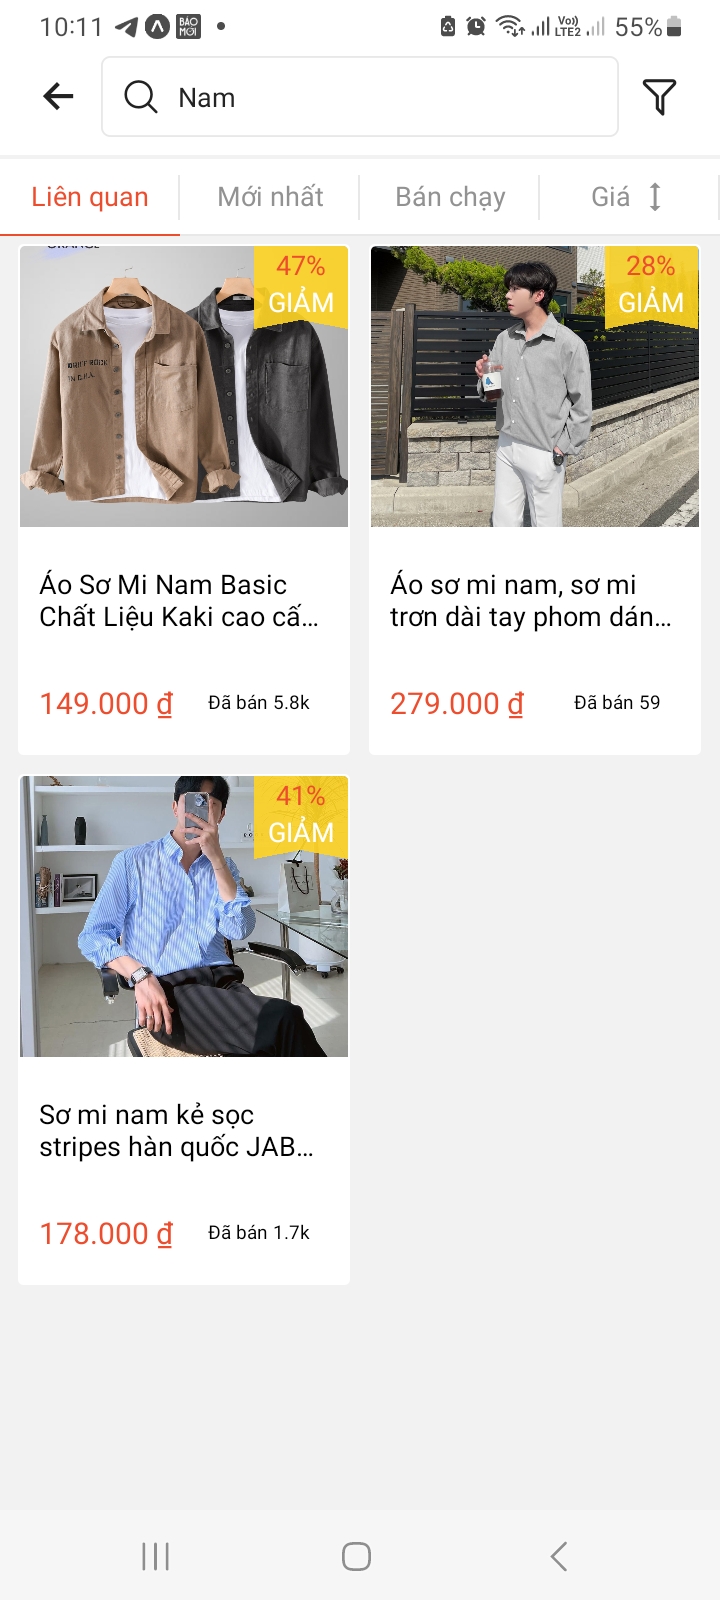 10:11
BÁO
MỚI
Vo))
LTE2
55%
Nam
Liên quan
Mới nhất
Bán chạy
Giá
47%
GIẢM
28%
GIẢM
Áo Sơ Mi Nam Basic
Chất Liệu Kaki cao cấ...
149.000 ₫
Đã bán 5.8k
Áo sơ mi nam, sơ mi
trơn dài tay phom dán...
279.000 ₫
Đã bán 59
41%
GIẢM
Sơ mi nam kẻ sọc
stripes hàn quốc JAB...
178.000 ₫
Đã bán 1.7k